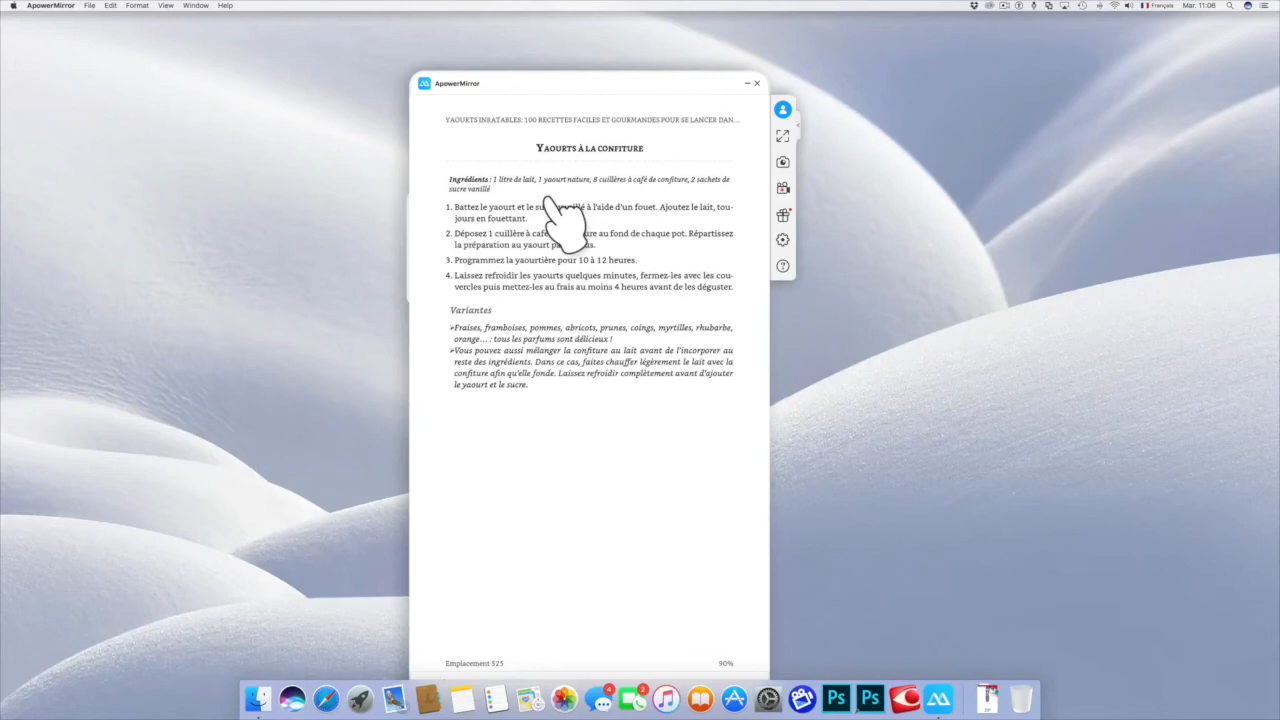 ApowerMirror File Edit Format View Window Help Français Mar. 11:06
ApowerMirror
YAOURTS INRATABLES: 100 RECETTES FACILES ET GOURMANDES POUR SE LANCER DAN...
YAOURTS À LA CONFITURE
Ingrédients : 1 litre de lait, 1 yaourt nature, 8 cuillères à café de confiture, 2 sachets de
sucre vanillé
1. Battez le yaourt et le à l'aide d'un fouet. Ajoutez le lait, tou-
jours en fouettant.
2. Déposez 1 cuillère à café au fond de chaque pot. Répartissez
la préparation au yaourt
3. Programmez la yaourtière pour 10 à 12 heures.
4. Laissez refroidir les yaourts quelques minutes, fermez-les avec les cou-
vercles puis mettez-les au frais au moins 4 heures avant de les déguster.
Variantes
➢Fraises, framboises, pommes, abricots, prunes, coings, myrtilles, rhubarbe,
orange... : tous les parfums sont délicieux !
➢Vous pouvez aussi mélanger la confiture au lait avant de l'incorporer au
reste des ingrédients. Dans ce cas, faites chauffer légèrement le lait avec la
confiture afin qu'elle fonde. Laissez refroidir complètement avant d'ajouter
le yaourt et le sucre.
Emplacement 525 90%
4 2 Ps Ps